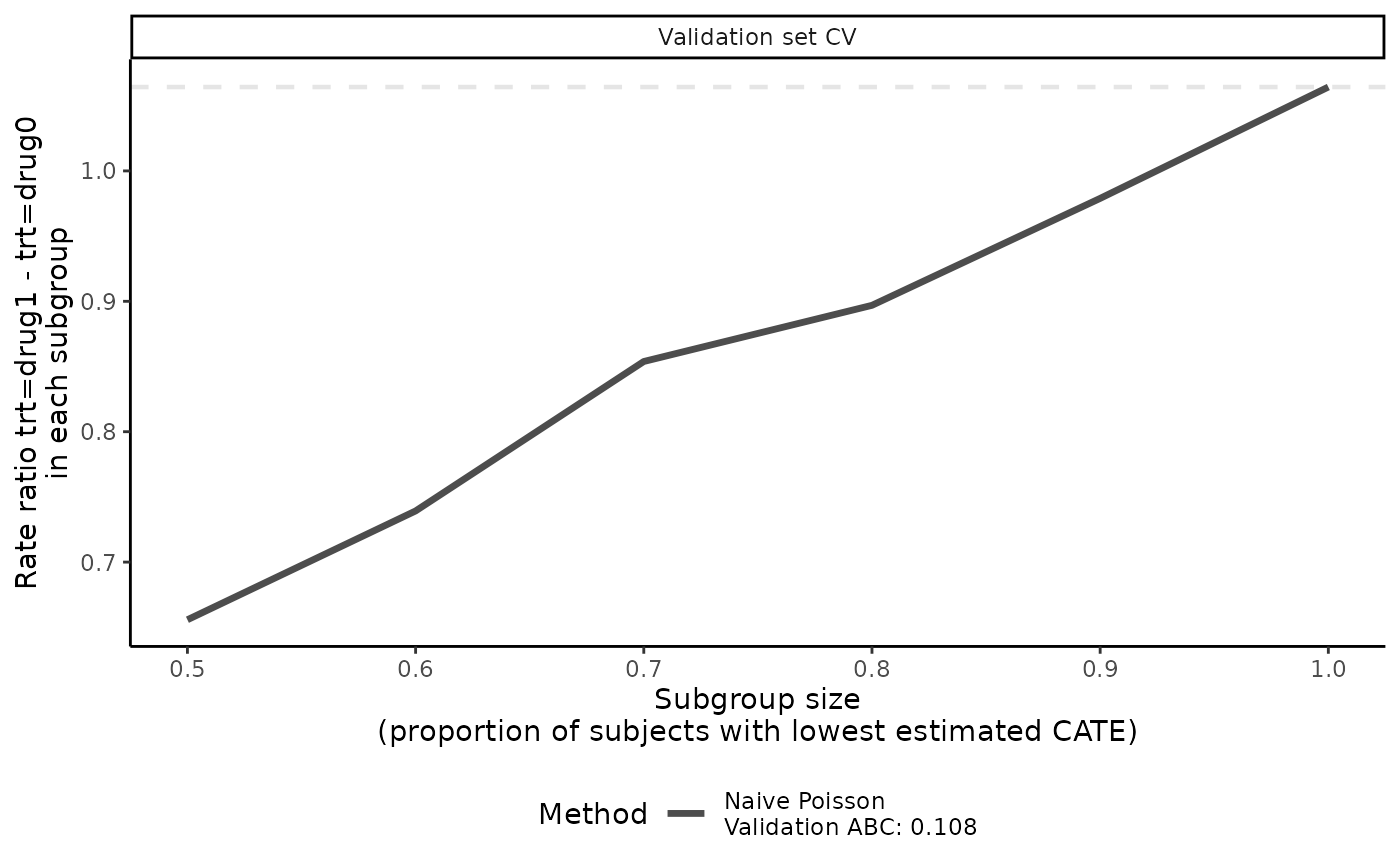 Validation set CV
Rate ratio trt=drug1 - trt=drug0
in each subgroup
1.0
0.9
0.8
0.7
0.5
0.6
0.7
0.8
0.9
1.0
Subgroup size
(proportion of subjects with lowest estimated CATE)
Method
Naive Poisson
Validation ABC: 0.108